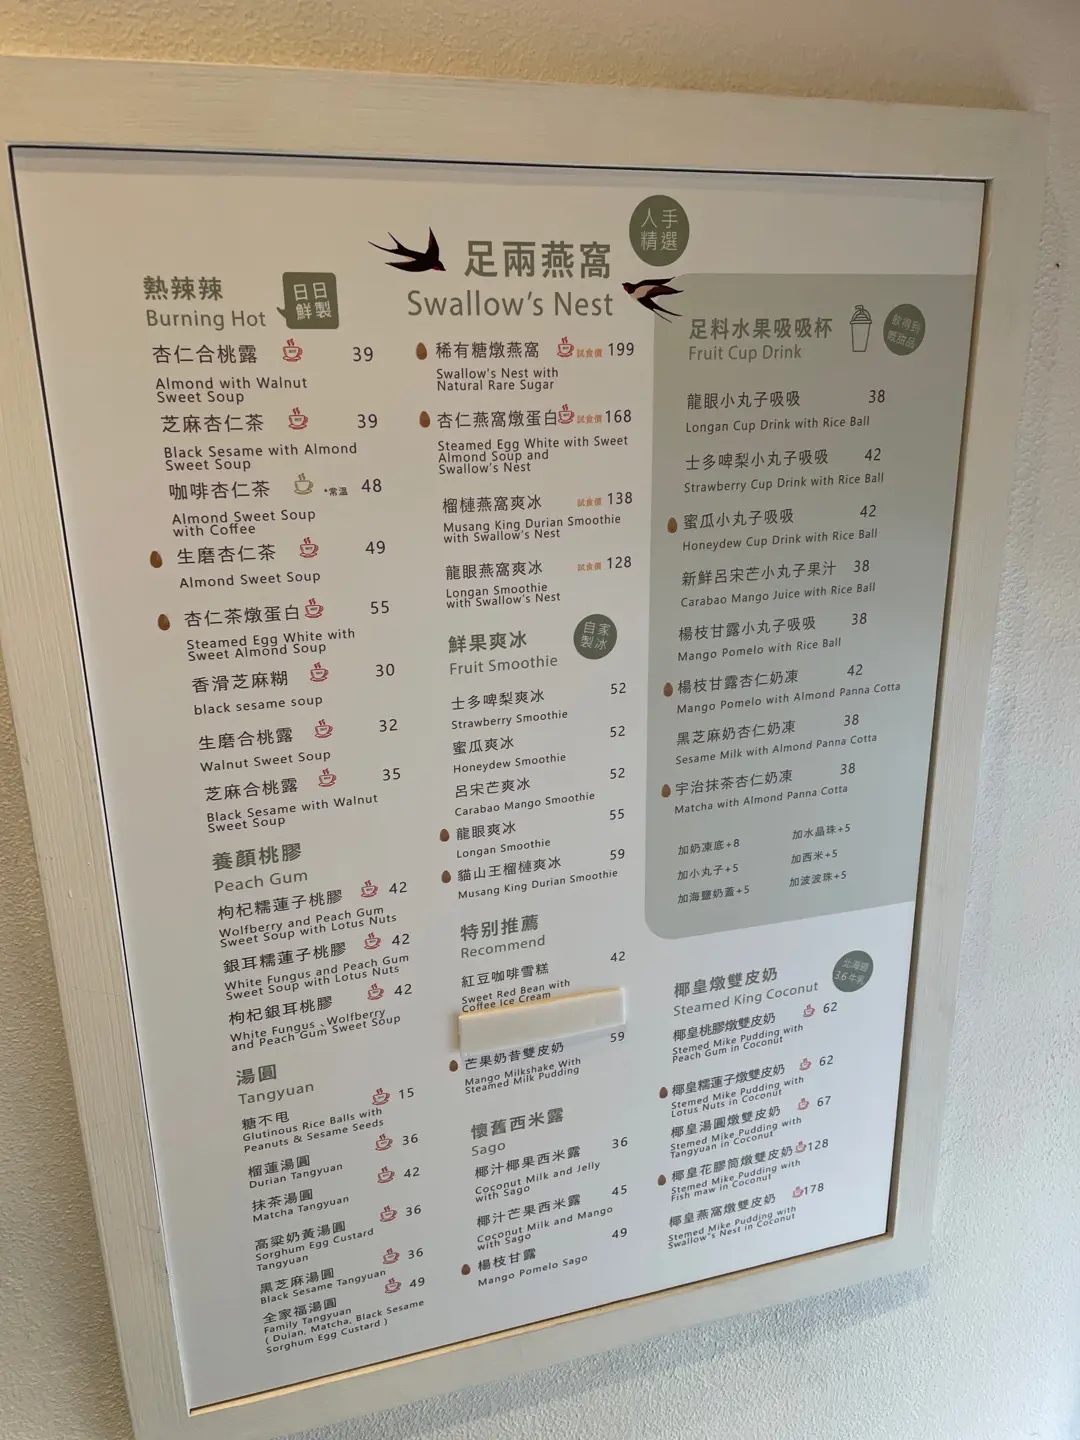 熱辣辣
Burning Hot
日日
鮮製
杏仁合桃露 39
Almond with Walnut
Sweet Soup
芝麻杏仁茶 39
Black Sesame with Almond
Sweet Soup
咖啡杏仁茶 *常溫 48
Almond Sweet Soup
with Coffee
生磨杏仁茶 49
Almond Sweet Soup
杏仁茶燉蛋白 55
Steamed Egg White with
Sweet Almond Soup
香滑芝麻糊 30
black sesame soup
生磨合桃露 32
Walnut Sweet Soup
芝麻合桃露 35
Black Sesame with Walnut
Sweet Soup
養顏桃膠
Peach Gum
枸杞糯蓮子桃膠 42
Wolfberry and Peach Gum
Sweet Soup with Lotus Nuts
銀耳糯蓮子桃膠 42
White Fungus and Peach Gum
Sweet Soup with Lotus Nuts
枸杞銀耳桃膠 42
White Fungus、Wolfberry
and Peach Gum Sweet Soup
湯圓
Tangyuan
糖不甩 15
Glutinous Rice Balls with
Peanuts & Sesame Seeds
榴蓮湯圓 36
Durian Tangyuan
抹茶湯圓 42
Matcha Tangyuan
高粱奶黃湯圓 36
Sorghum Egg Custard
Tangyuan
黑芝麻湯圓 36
Black Sesame Tangyuan
全家福湯圓 49
Family Tangyuan
( Duian, Matcha, Black Sesame
Sorghum Egg Custard )
足兩燕窩
Swallow's Nest
人手
精選
稀有糖燉燕窩 試食價 199
Swallow's Nest with
Natural Rare Sugar
杏仁燕窩燉蛋白 試食價 168
Steamed Egg White with Sweet
Almond Soup and
Swallow's Nest
榴槤燕窩爽冰 試食價 138
Musang King Durian Smoothie
with Swallow's Nest
龍眼燕窩爽冰 試食價 128
Longan Smoothie
with Swallow's Nest
鮮果爽冰
Fruit Smoothie
自家
製冰
士多啤梨爽冰 52
Strawberry Smoothie
蜜瓜爽冰 52
Honeydew Smoothie
呂宋芒爽冰 52
Carabao Mango Smoothie
龍眼爽冰 55
Longan Smoothie
貓山王榴槤爽冰 59
Musang King Durian Smoothie
特別推薦
Recommend
紅豆咖啡雪糕 42
Sweet Red Bean with
Coffee Ice Cream
芒果奶昔雙皮奶 59
Mango Milkshake With
Steamed Milk Pudding
懷舊西米露
Sago
椰汁椰果西米露 36
Coconut Milk and Jelly
with Sago
椰汁芒果西米露 45
Coconut Milk and Mango
with Sago
楊枝甘露 49
Mango Pomelo Sago
足料水果吸吸杯
Fruit Cup Drink
軟得到
嘅甜品
龍眼小丸子吸吸 38
Longan Cup Drink with Rice Ball
士多啤梨小丸子吸吸 42
Strawberry Cup Drink with Rice Ball
蜜瓜小丸子吸吸 42
Honeydew Cup Drink with Rice Ball
新鮮呂宋芒小丸子果汁 38
Carabao Mango Juice with Rice Ball
楊枝甘露小丸子吸吸 38
Mango Pomelo with Rice Ball
楊枝甘露杏仁奶凍 42
Mango Pomelo with Almond Panna Cotta
黑芝麻奶杏仁奶凍 38
Sesame Milk with Almond Panna Cotta
宇治抹茶杏仁奶凍 38
Matcha with Almond Panna Cotta
加奶凍底+8 加水晶珠+5
加小丸子+5 加西米+5
加海鹽奶蓋+5 加波波珠+5
椰皇燉雙皮奶
Steamed King Coconut
北海道
3.6牛乳
椰皇桃膠燉雙皮奶 62
Stemed Mike Pudding with
Peach Gum in Coconut
椰皇糯蓮子燉雙皮奶 62
Stemed Mike Pudding with
Lotus Nuts in Coconut
椰皇湯圓燉雙皮奶 67
Stemed Mike Pudding with
Tangyuan in Coconut
椰皇花膠筒燉雙皮奶 128
Stemed Mike Pudding with
Fish maw in Coconut
椰皇燕窩燉雙皮奶 178
Stemed Mike Pudding with
Swallow's Nest in Coconut